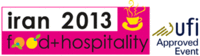 iran 2013
food+hospitality
ufi
Approved
Event